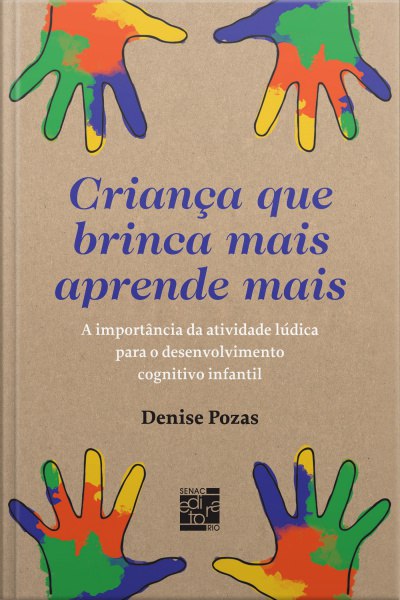 Criança que
brinca mais
aprende mais
A importância da atividade lúdica
para o desenvolvimento
cognitivo infantil
Denise Pozas
SENAC
editora
RIO